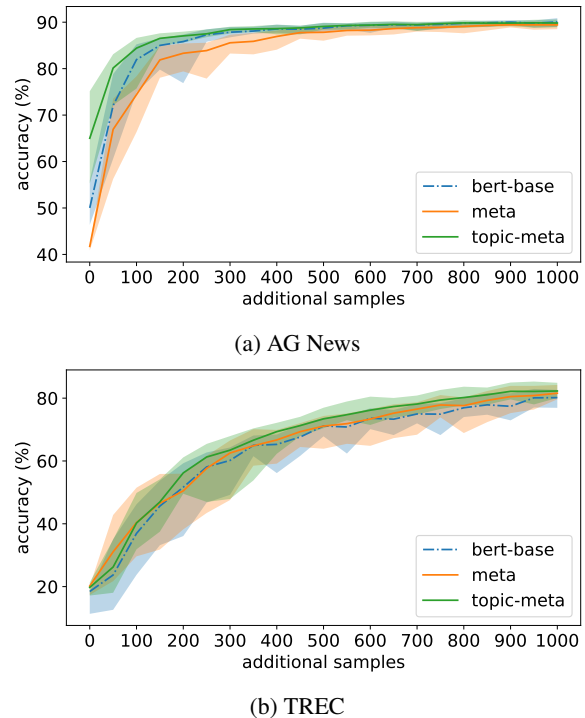 accuracy (%)
90
80
70
60
50
40
bert-base
meta
topic-meta
0 100 200 300 400 500 600 700 800 900 1000
additional samples
(a) AG News
accuracy (%)
80
60
40
20
bert-base
meta
topic-meta
0 100 200 300 400 500 600 700 800 900 1000
additional samples
(b) TREC